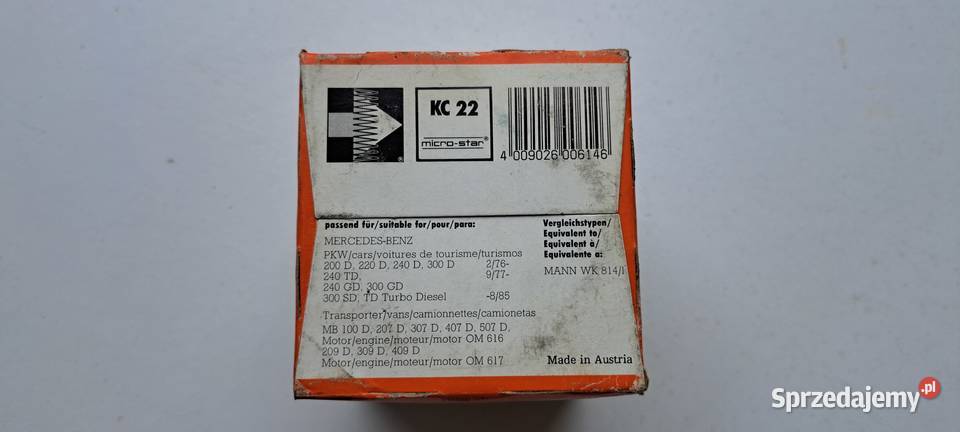 KC 22
micro-star®
4 009026 006146
passend für/suitable for/pour/para:
MERCEDES-BENZ
PKW/cars/voitures de tourisme/turismos
200 D, 220 D, 240 D, 300 D 2/76-
240 TD, 9/77-
240 GD, 300 GD
300 SD, TD Turbo Diesel -8/85
Transporter/vans/camionnettes/camionetas
MB 100 D, 207 D, 307 D, 407 D, 507 D,
Motor/engine/moteur/motor OM 616
209 D, 309 D, 409 D
Motor/engine/moteur/motor OM 617
Vergleichstypen/
Equivalent to/
Equivalent à/
Equivalente a:
MANN WK 814/1
Made in Austria
Sprzedajemy.pl